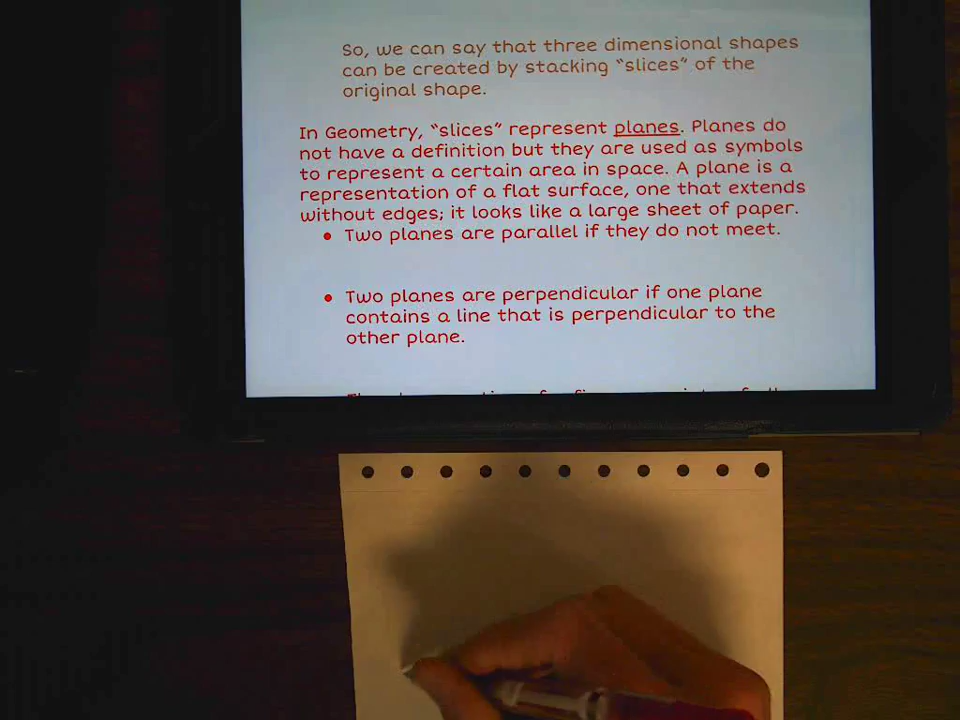 So, we can say that three dimensional shapes
can be created by stacking “slices” of the
original shape.
In Geometry, “slices” represent planes. Planes do
not have a definition but they are used as symbols
to represent a certain area in space. A plane is a
representation of a flat surface, one that extends
without edges; it looks like a large sheet of paper.
• Two planes are parallel if they do not meet.
• Two planes are perpendicular if one plane
contains a line that is perpendicular to the
other plane.